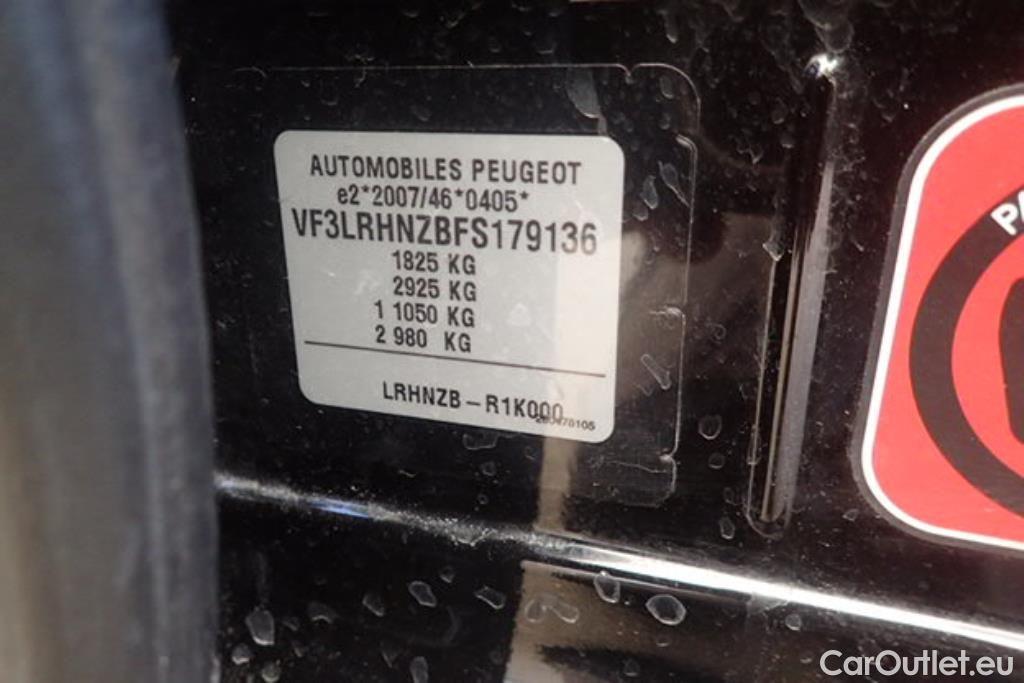 AUTOMOBILES PEUGEOT
e2*2007/46*0405*
VF3LRHNZBFS179136
1825 KG
2925 KG
1 1050 KG
2 980 KG
LRHNZB - R1K000
PA
CarOutlet.eu